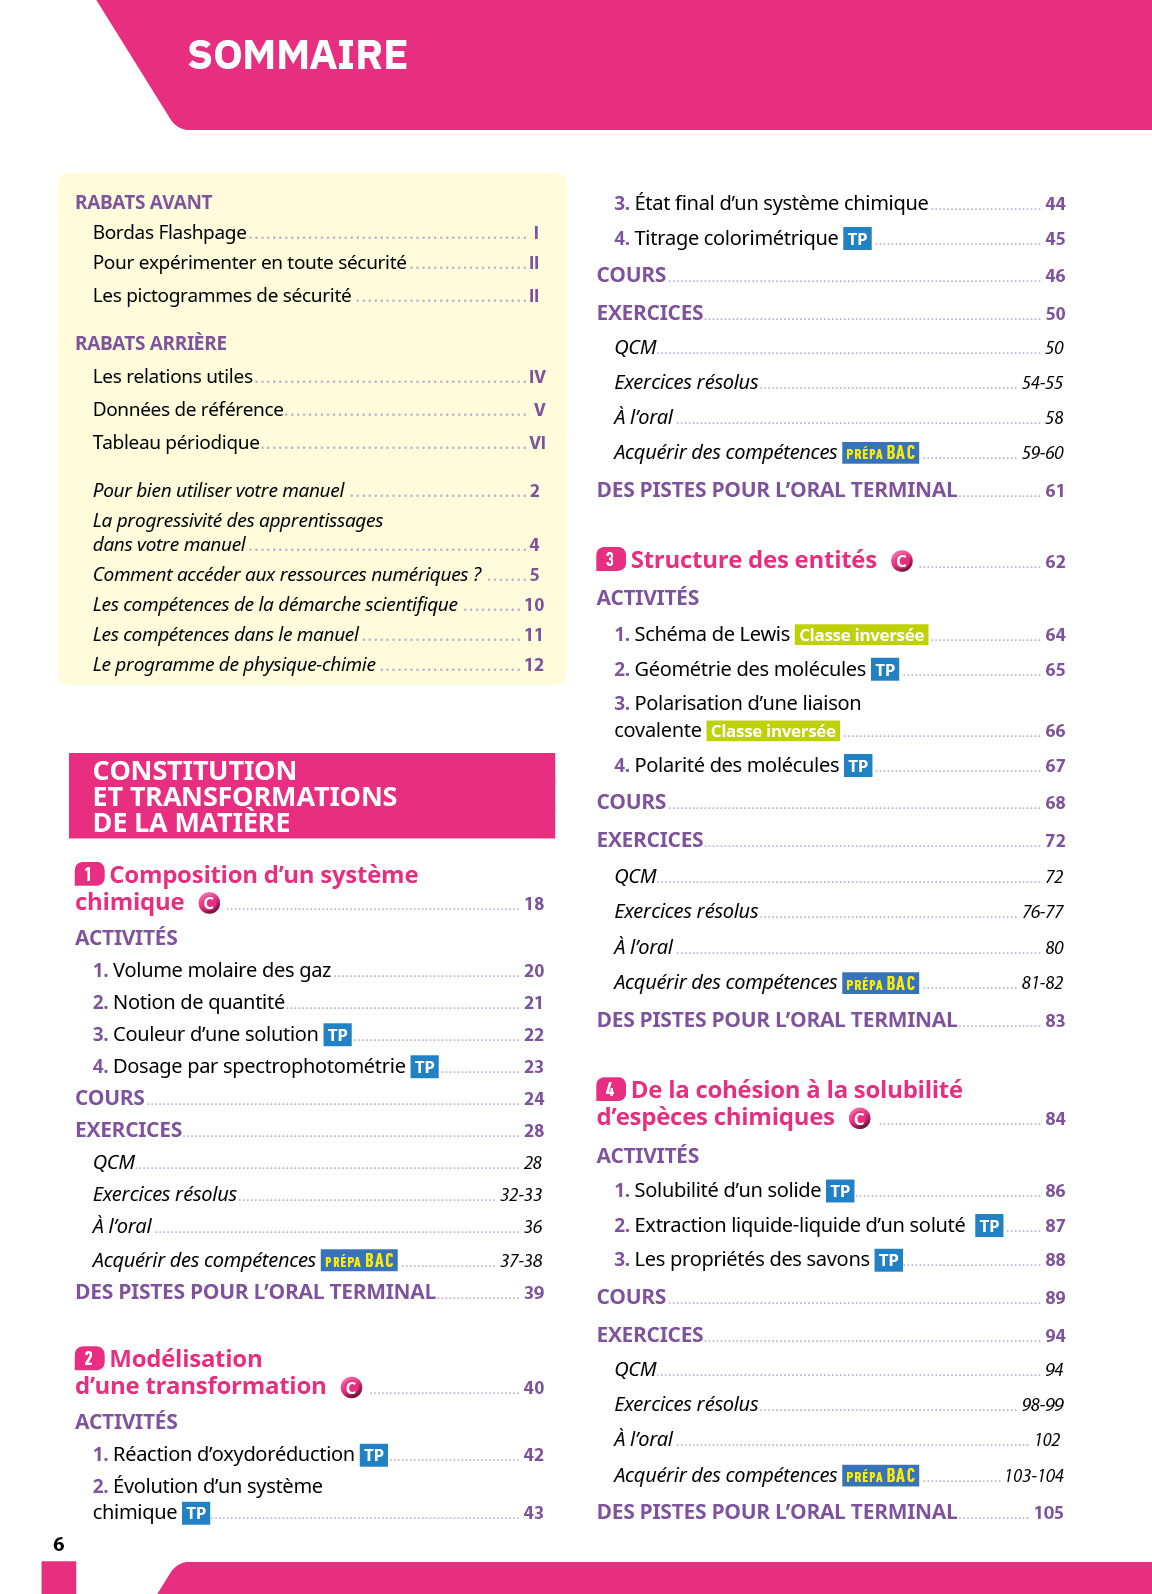 SOMMAIRE
RABATS AVANT
Bordas Flashpage I
Pour expérimenter en toute sécurité II
Les pictogrammes de sécurité II
RABATS ARRIÈRE
Les relations utiles IV
Données de référence V
Tableau périodique VI
Pour bien utiliser votre manuel 2
La progressivité des apprentissages
dans votre manuel 4
Comment accéder aux ressources numériques ? 5
Les compétences de la démarche scientifique 10
Les compétences dans le manuel 11
Le programme de physique-chimie 12
CONSTITUTION
ET TRANSFORMATIONS
DE LA MATIÈRE
1 Composition d’un système
chimique C 18
ACTIVITÉS
1. Volume molaire des gaz 20
2. Notion de quantité 21
3. Couleur d’une solution TP 22
4. Dosage par spectrophotométrie TP 23
COURS 24
EXERCICES 28
QCM 28
Exercices résolus 32-33
À l’oral 36
Acquérir des compétences PRÉPA BAC 37-38
DES PISTES POUR L’ORAL TERMINAL 39
2 Modélisation
d’une transformation C 40
ACTIVITÉS
1. Réaction d’oxydoréduction TP 42
2. Évolution d’un système
chimique TP 43
3. État final d’un système chimique 44
4. Titrage colorimétrique TP 45
COURS 46
EXERCICES 50
QCM 50
Exercices résolus 54-55
À l’oral 58
Acquérir des compétences PRÉPA BAC 59-60
DES PISTES POUR L’ORAL TERMINAL 61
3 Structure des entités C 62
ACTIVITÉS
1. Schéma de Lewis Classe inversée 64
2. Géométrie des molécules TP 65
3. Polarisation d’une liaison
covalente Classe inversée 66
4. Polarité des molécules TP 67
COURS 68
EXERCICES 72
QCM 72
Exercices résolus 76-77
À l’oral 80
Acquérir des compétences PRÉPA BAC 81-82
DES PISTES POUR L’ORAL TERMINAL 83
4 De la cohésion à la solubilité
d’espèces chimiques C 84
ACTIVITÉS
1. Solubilité d’un solide TP 86
2. Extraction liquide-liquide d’un soluté TP 87
3. Les propriétés des savons TP 88
COURS 89
EXERCICES 94
QCM 94
Exercices résolus 98-99
À l’oral 102
Acquérir des compétences PRÉPA BAC 103-104
DES PISTES POUR L’ORAL TERMINAL 105
6